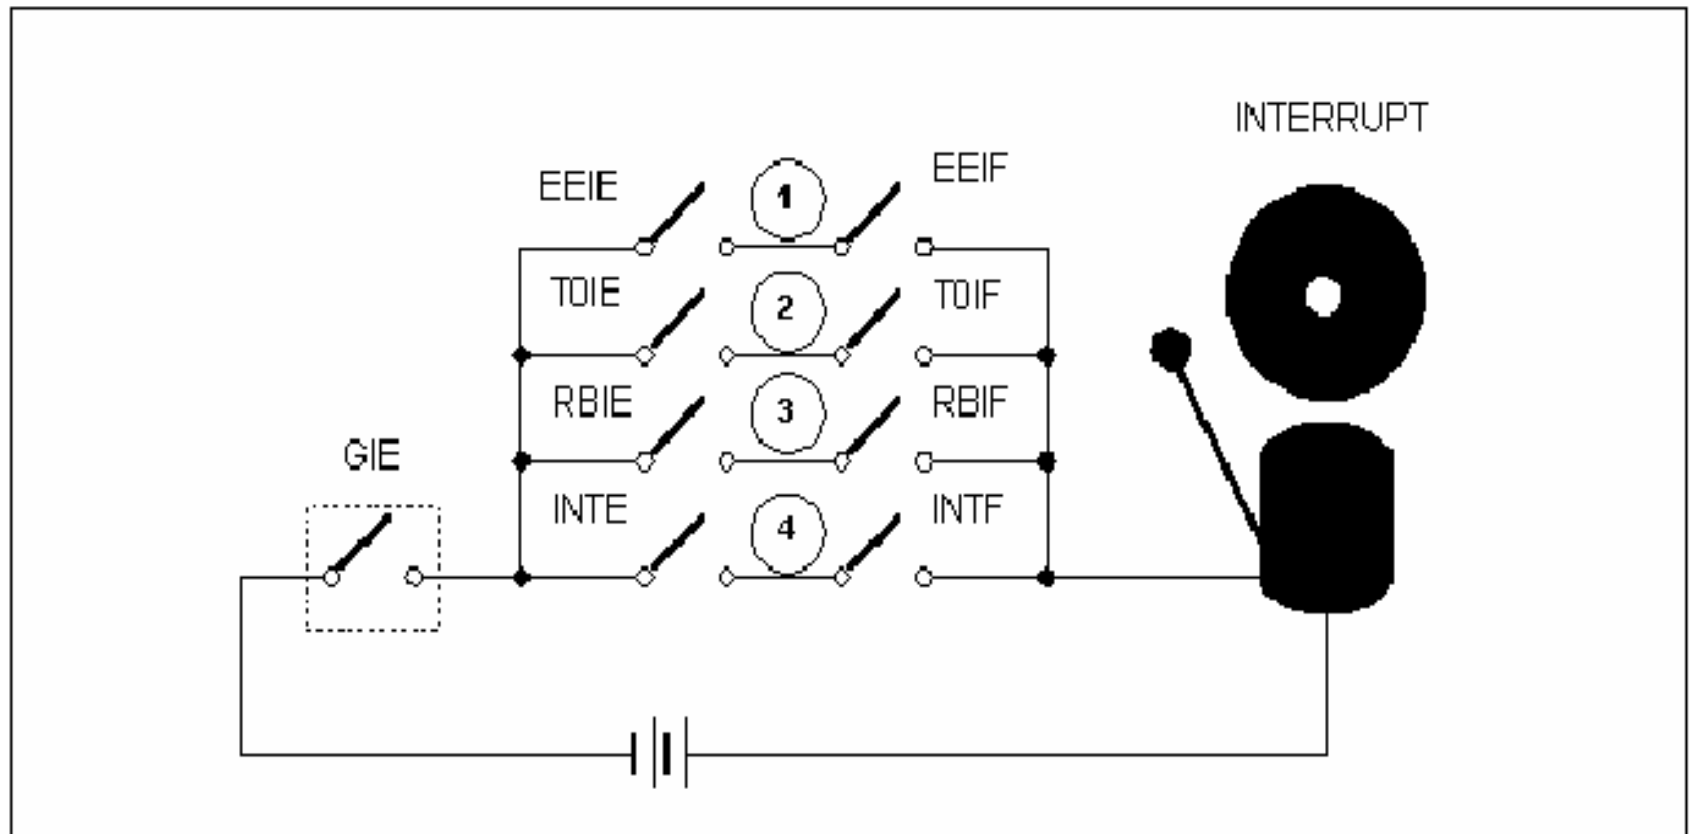 INTERRUPT
EEIE 1 EEIF
T0IE 2 T0IF
RBIE 3 RBIF
GIE
INTE 4 INTF